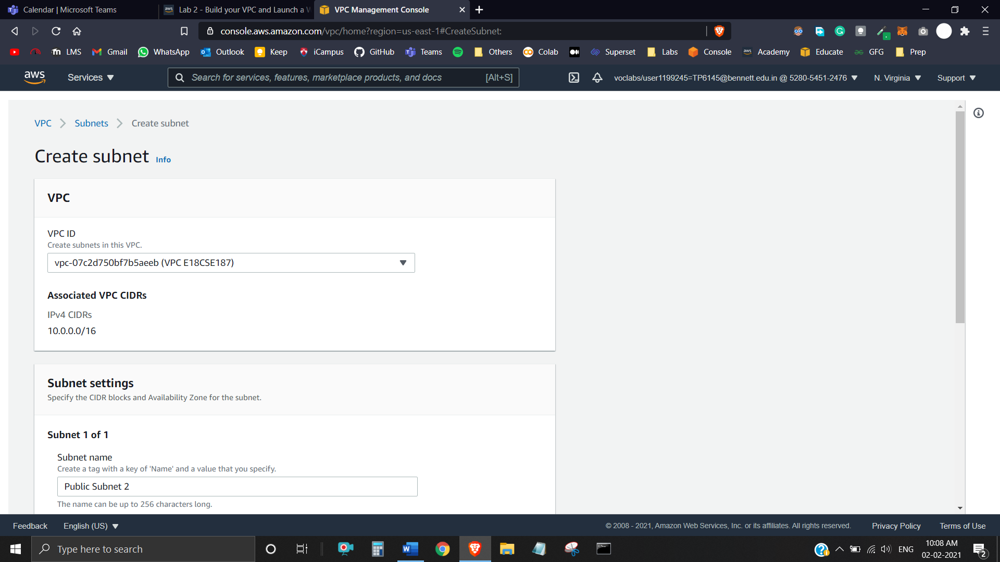 Calendar | Microsoft Teams
aws Lab 2 - Build your VPC and Launch a W
VPC Management Console
console.aws.amazon.com/vpc/home?region=us-east-1#CreateSubnet:
LMS Gmail WhatsApp Outlook Keep iCampus GitHub Teams Others Colab Superset Labs Console aws Academy Educate GFG Prep
aws Services Search for services, features, marketplace products, and docs [Alt+S] voclabs/user1199245=TP6145@bennett.edu.in @ 5280-5451-2476 N. Virginia Support
VPC Subnets Create subnet
Create subnet Info
VPC
VPC ID
Create subnets in this VPC.
vpc-07c2d750bf7b5aeeb (VPC E18CSE187)
Associated VPC CIDRs
IPv4 CIDRs
10.0.0.0/16
Subnet settings
Specify the CIDR blocks and Availability Zone for the subnet.
Subnet 1 of 1
Subnet name
Create a tag with a key of 'Name' and a value that you specify.
Public Subnet 2
The name can be up to 256 characters long.
Feedback English (US) © 2008 - 2021, Amazon Web Services, Inc. or its affiliates. All rights reserved. Privacy Policy Terms of Use
Type here to search
ENG
10:08 AM
02-02-2021
2